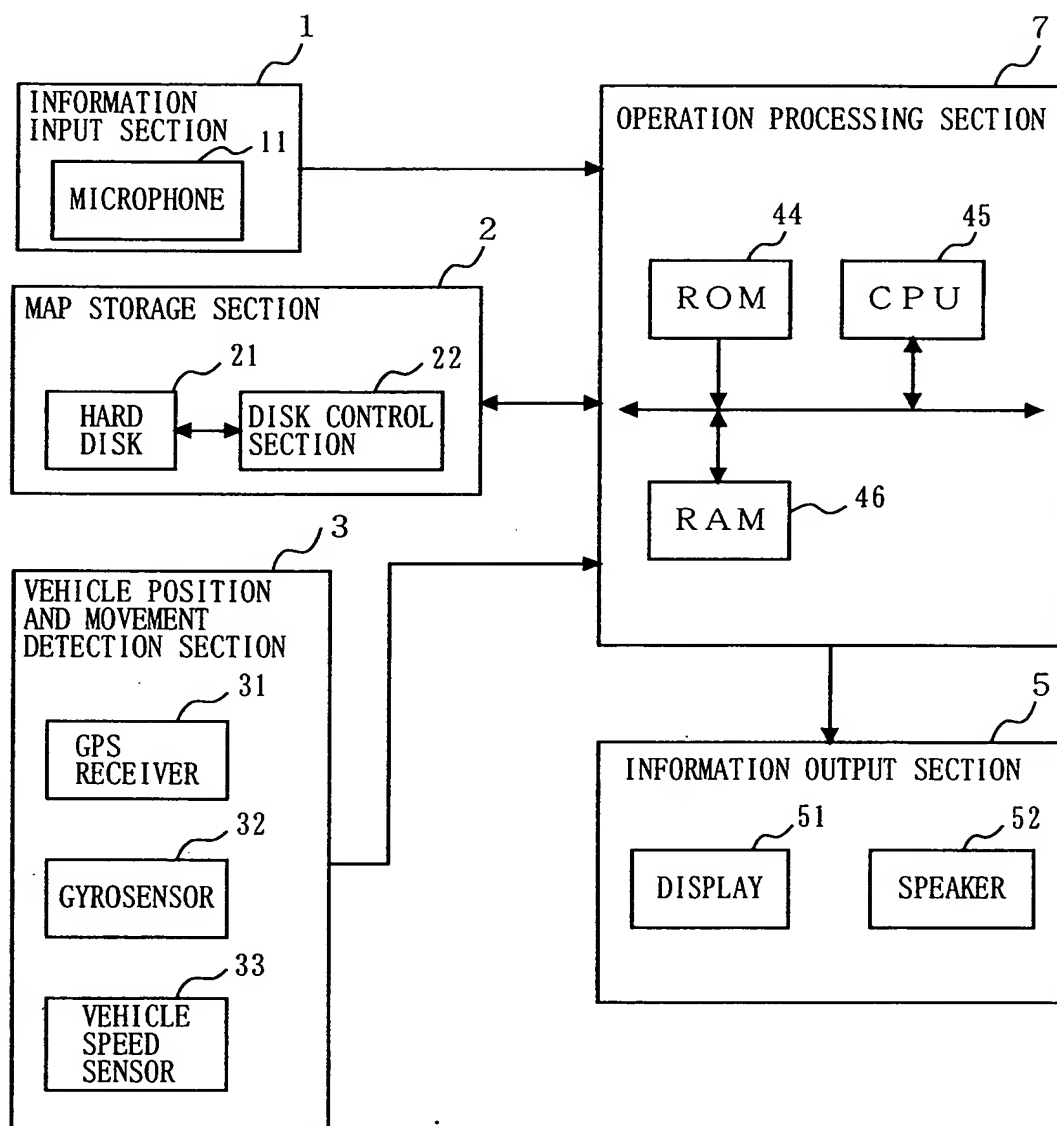 1
INFORMATION
INPUT SECTION
11
MICROPHONE
2
MAP STORAGE SECTION
21
HARD
DISK
22
DISK CONTROL
SECTION
3
VEHICLE POSITION
AND MOVEMENT
DETECTION SECTION
31
GPS
RECEIVER
32
GYROSENSOR
33
VEHICLE
SPEED
SENSOR
7
OPERATION PROCESSING SECTION
44
ROM
45
CPU
RAM
46
5
INFORMATION OUTPUT SECTION
51
DISPLAY
52
SPEAKER